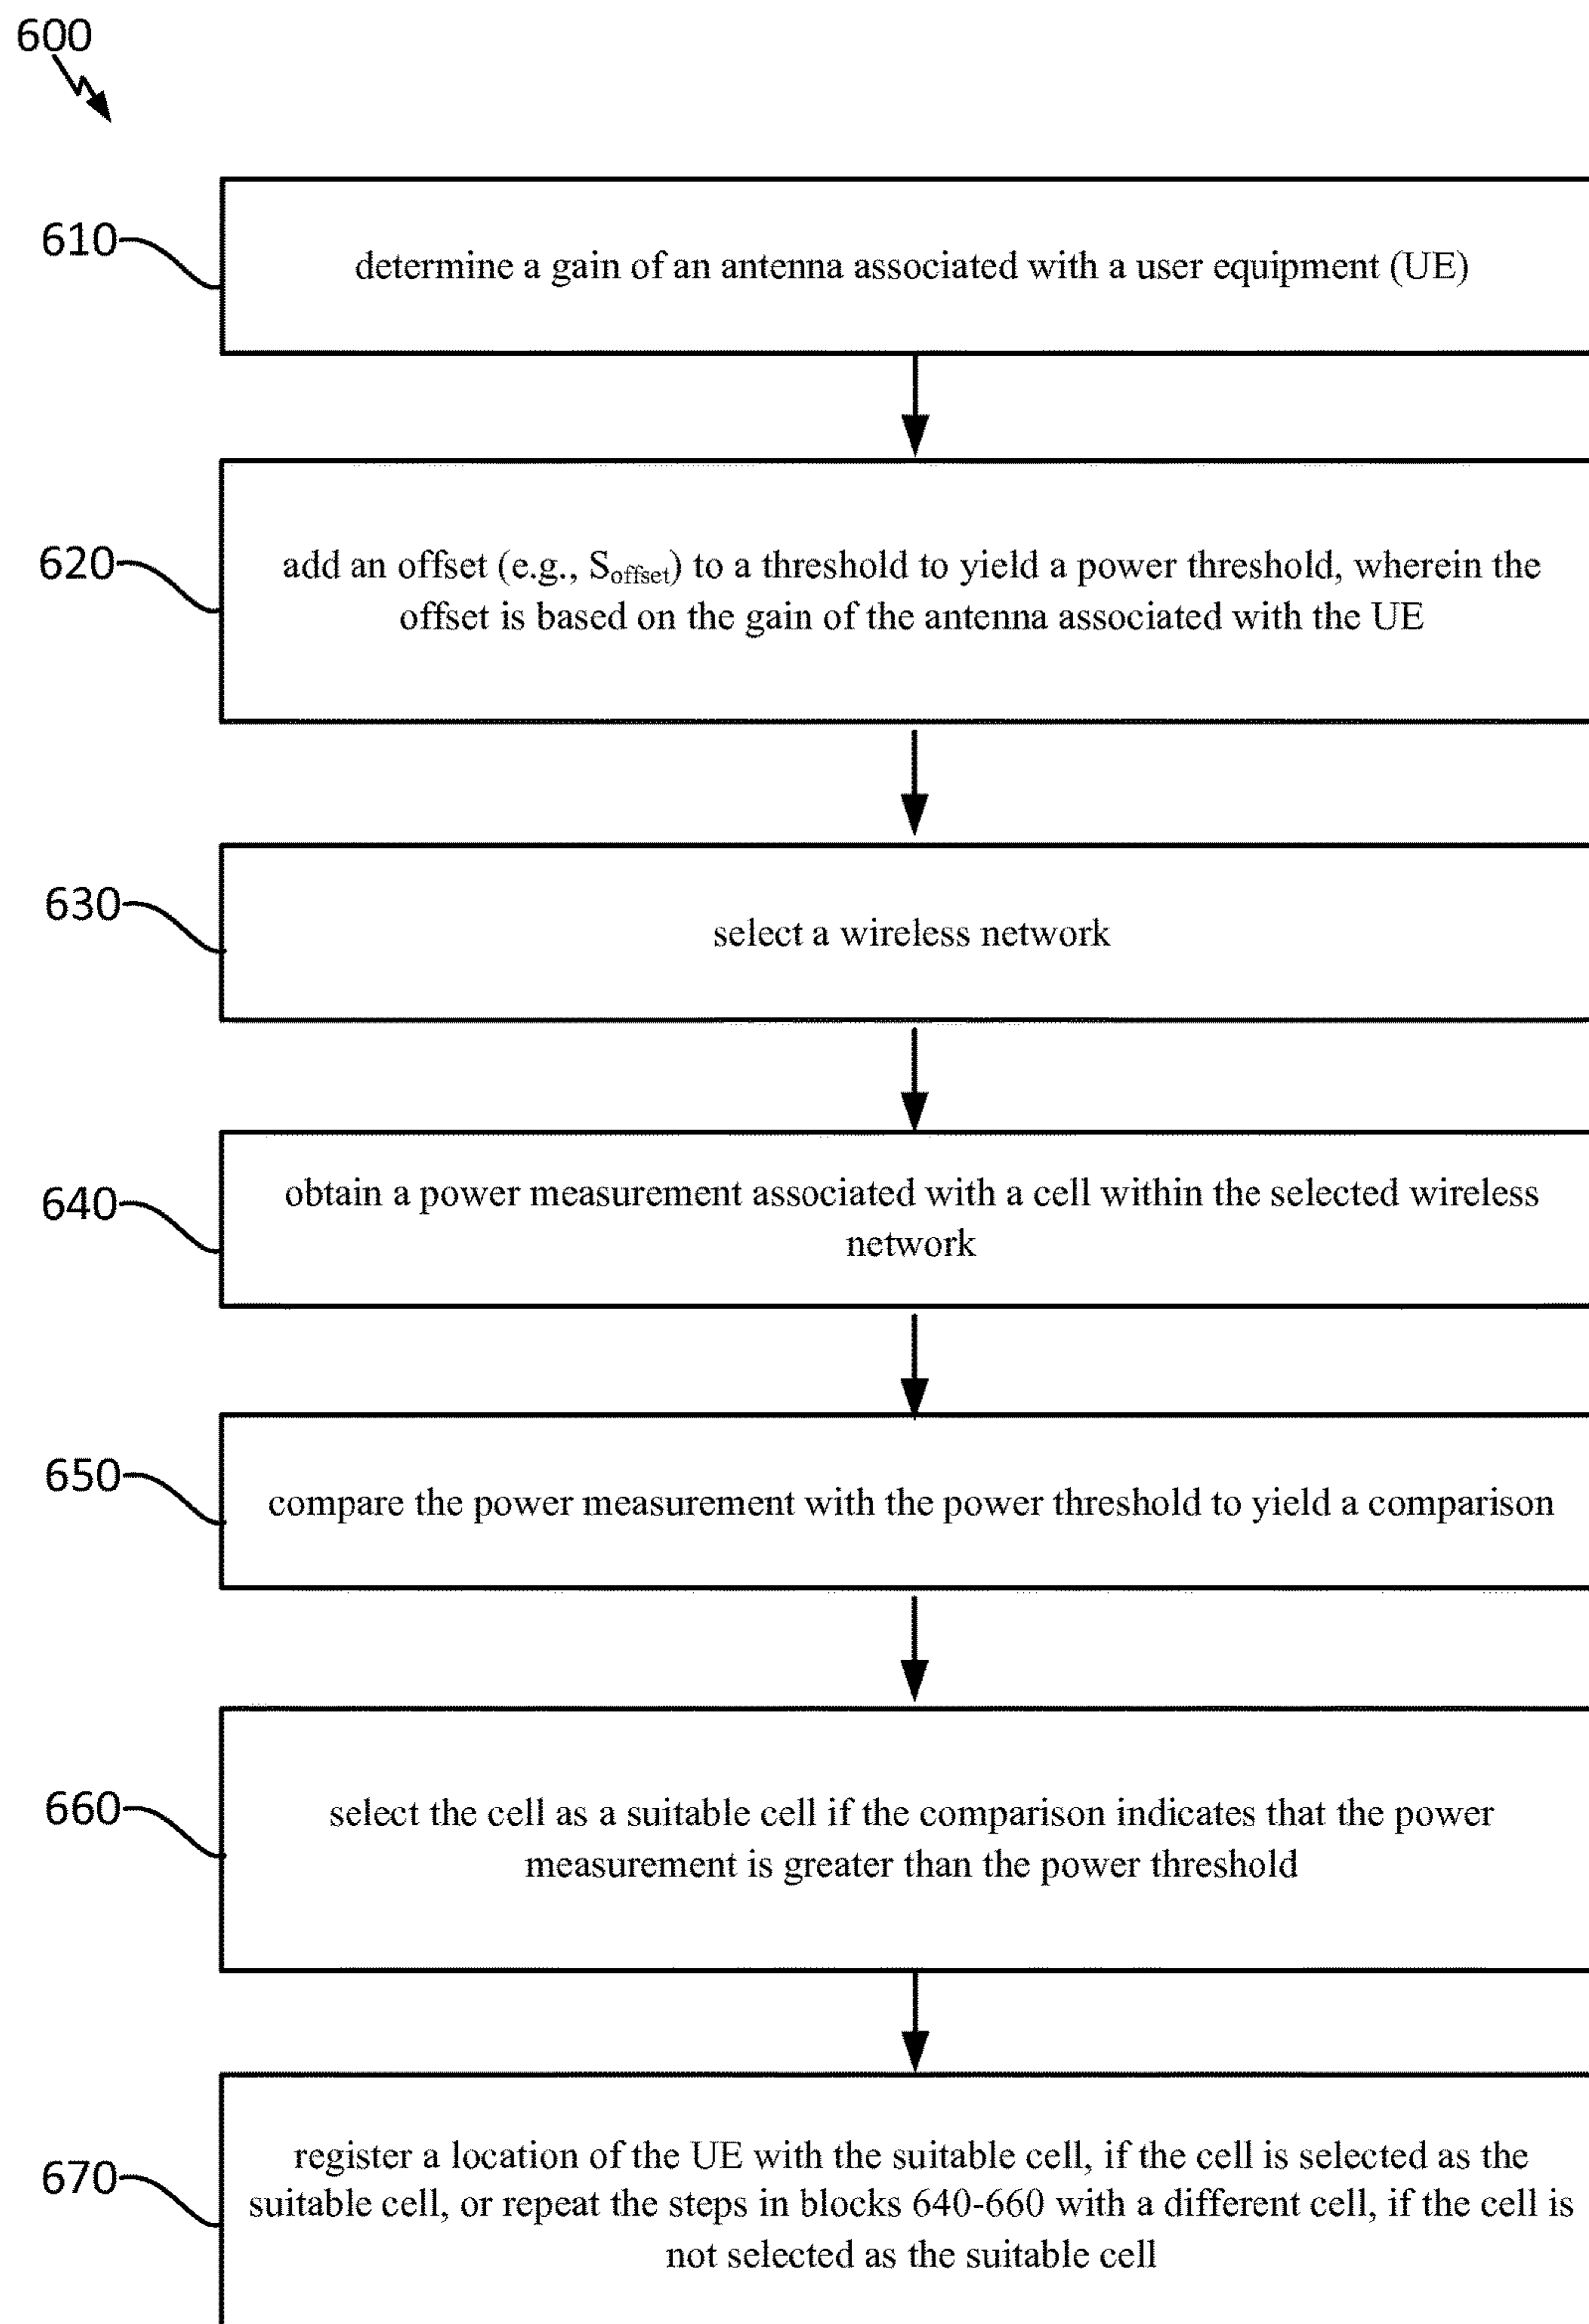 600
610
determine a gain of an antenna associated with a user equipment (UE)
620
add an offset (e.g., Soffset) to a threshold to yield a power threshold, wherein the
offset is based on the gain of the antenna associated with the UE
630
select a wireless network
640
obtain a power measurement associated with a cell within the selected wireless
network
650
compare the power measurement with the power threshold to yield a comparison
660
select the cell as a suitable cell if the comparison indicates that the power
measurement is greater than the power threshold
670
register a location of the UE with the suitable cell, if the cell is selected as the
suitable cell, or repeat the steps in blocks 640-660 with a different cell, if the cell is
not selected as the suitable cell